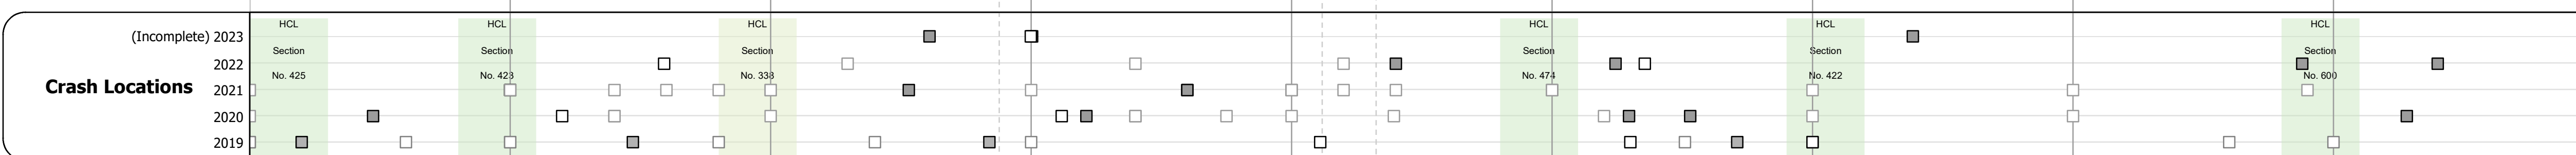 Crash Locations
(Incomplete) 2023
2022
2021
2020
2019
HCL
Section
No. 425
HCL
Section
No. 423
HCL
Section
No. 338
HCL
Section
No. 474
HCL
Section
No. 422
HCL
Section
No. 600